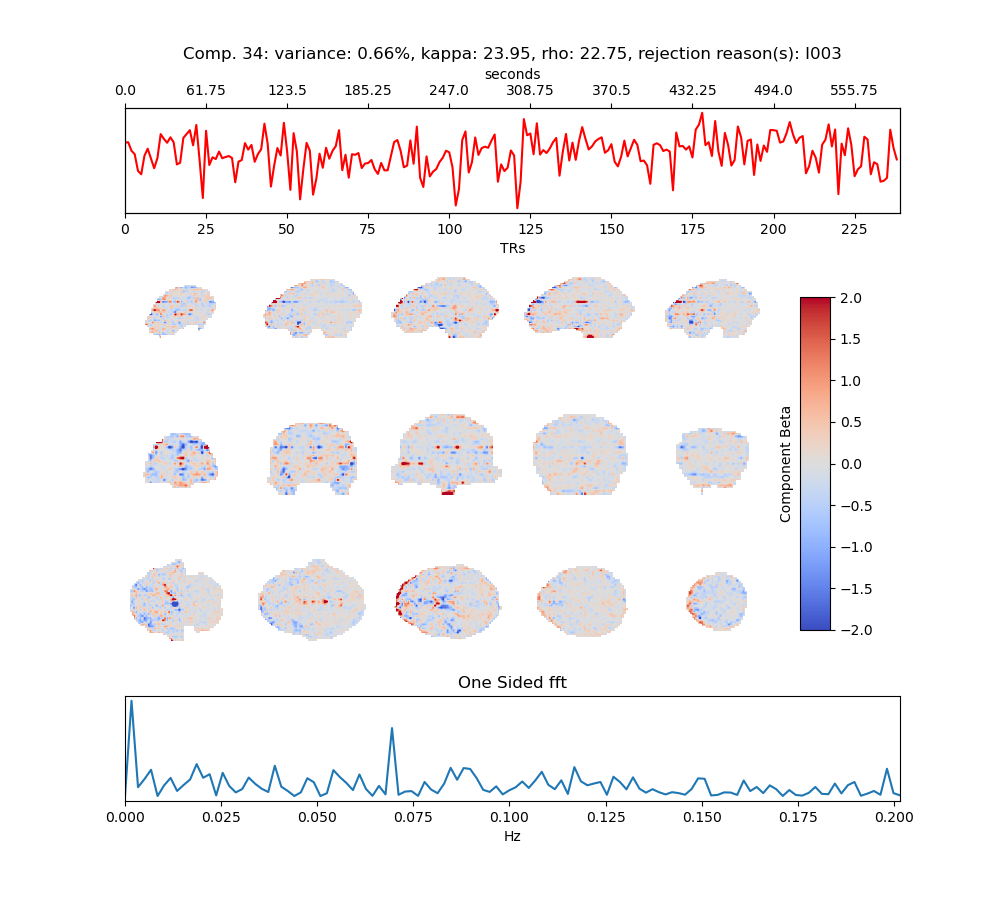 Comp. 34: variance: 0.66%, kappa: 23.95, rho: 22.75, rejection reason(s): I003
seconds
0.0 61.75 123.5 185.25 247.0 308.75 370.5 432.25 494.0 555.75
0 25 50 75 100 125 150 175 200 225
TRs
2.0
1.5
1.0
0.5
0.0
−0.5
−1.0
−1.5
−2.0
Component Beta
One Sided fft
0.000 0.025 0.050 0.075 0.100 0.125 0.150 0.175 0.200
Hz